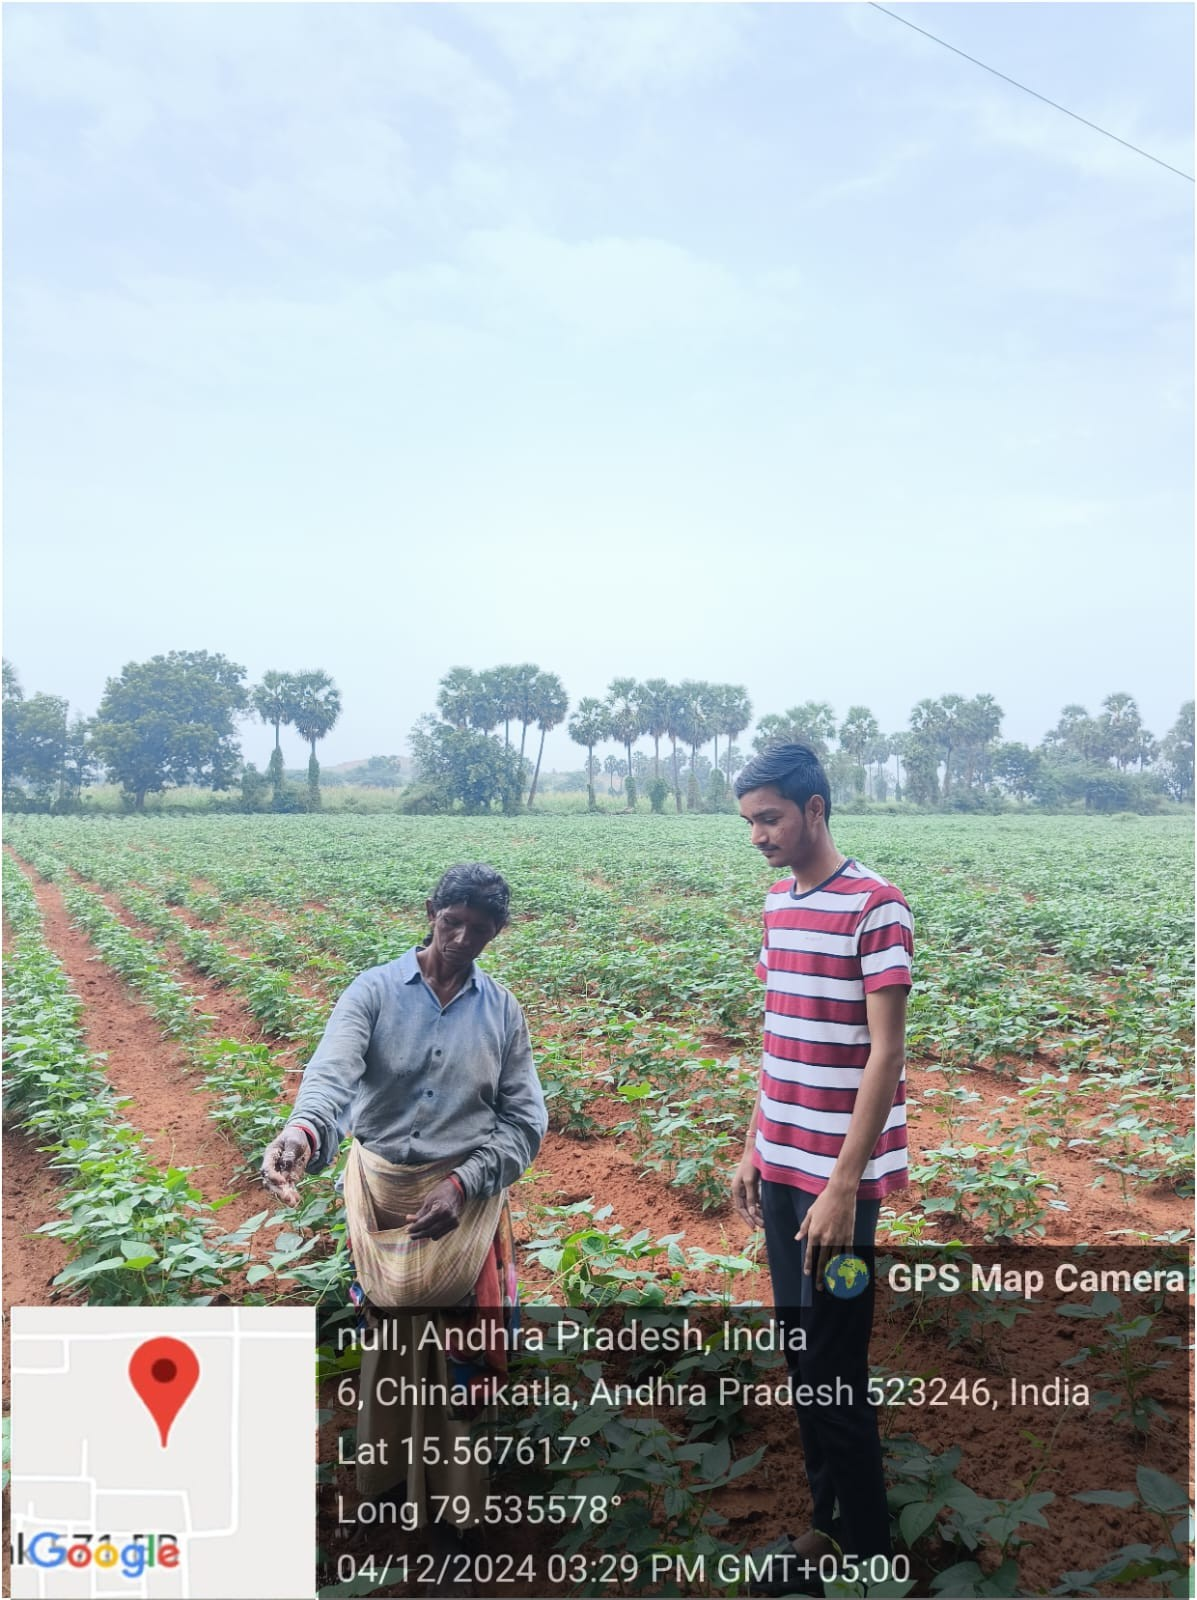 GPS Map Camera
null, Andhra Pradesh, India
6, Chinarikatla, Andhra Pradesh 523246, India
Lat 15.567617°
Long 79.535578°
04/12/2024 03:29 PM GMT+05:00
Google